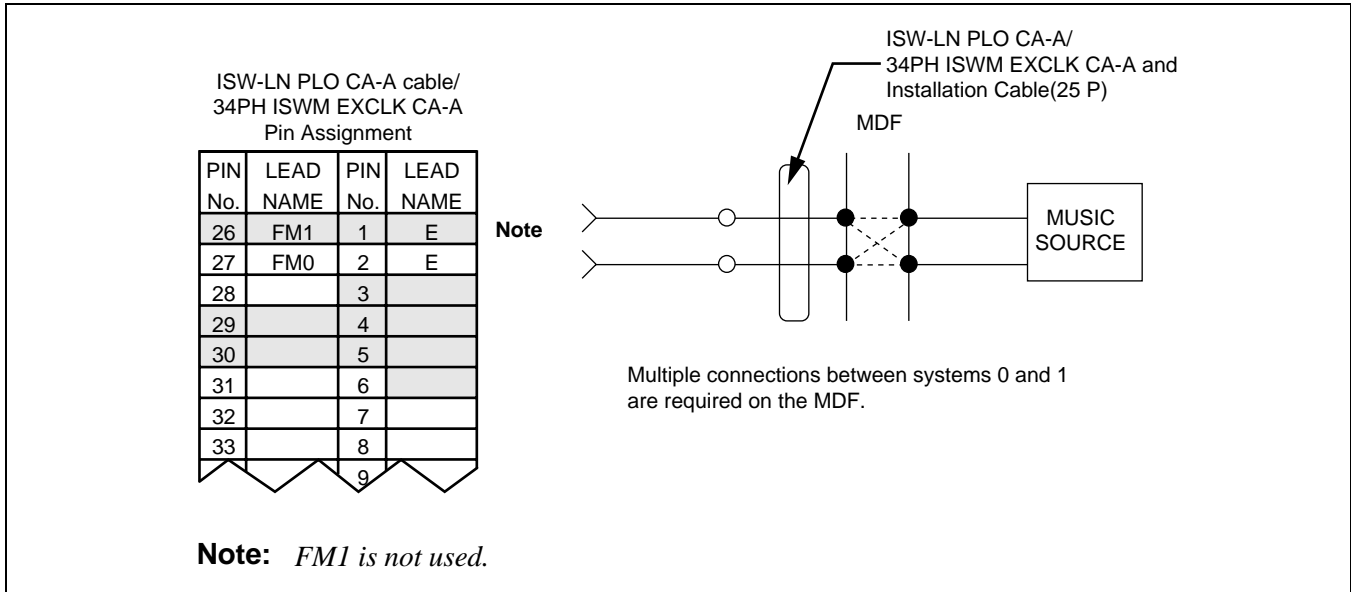 ISW-LN PLO CA-A cable/
34PH ISWM EXCLK CA-A
Pin Assignment
PIN No. LEAD NAME PIN No. LEAD NAME
26 FM1 1 E
27 FM0 2 E
28 3
29 4
30 5
31 6
32 7
33 8
9
Note
ISW-LN PLO CA-A/
34PH ISWM EXCLK CA-A and
Installation Cable(25 P)
MDF
MUSIC
SOURCE
Multiple connections between systems 0 and 1
are required on the MDF.
Note: FM1 is not used.